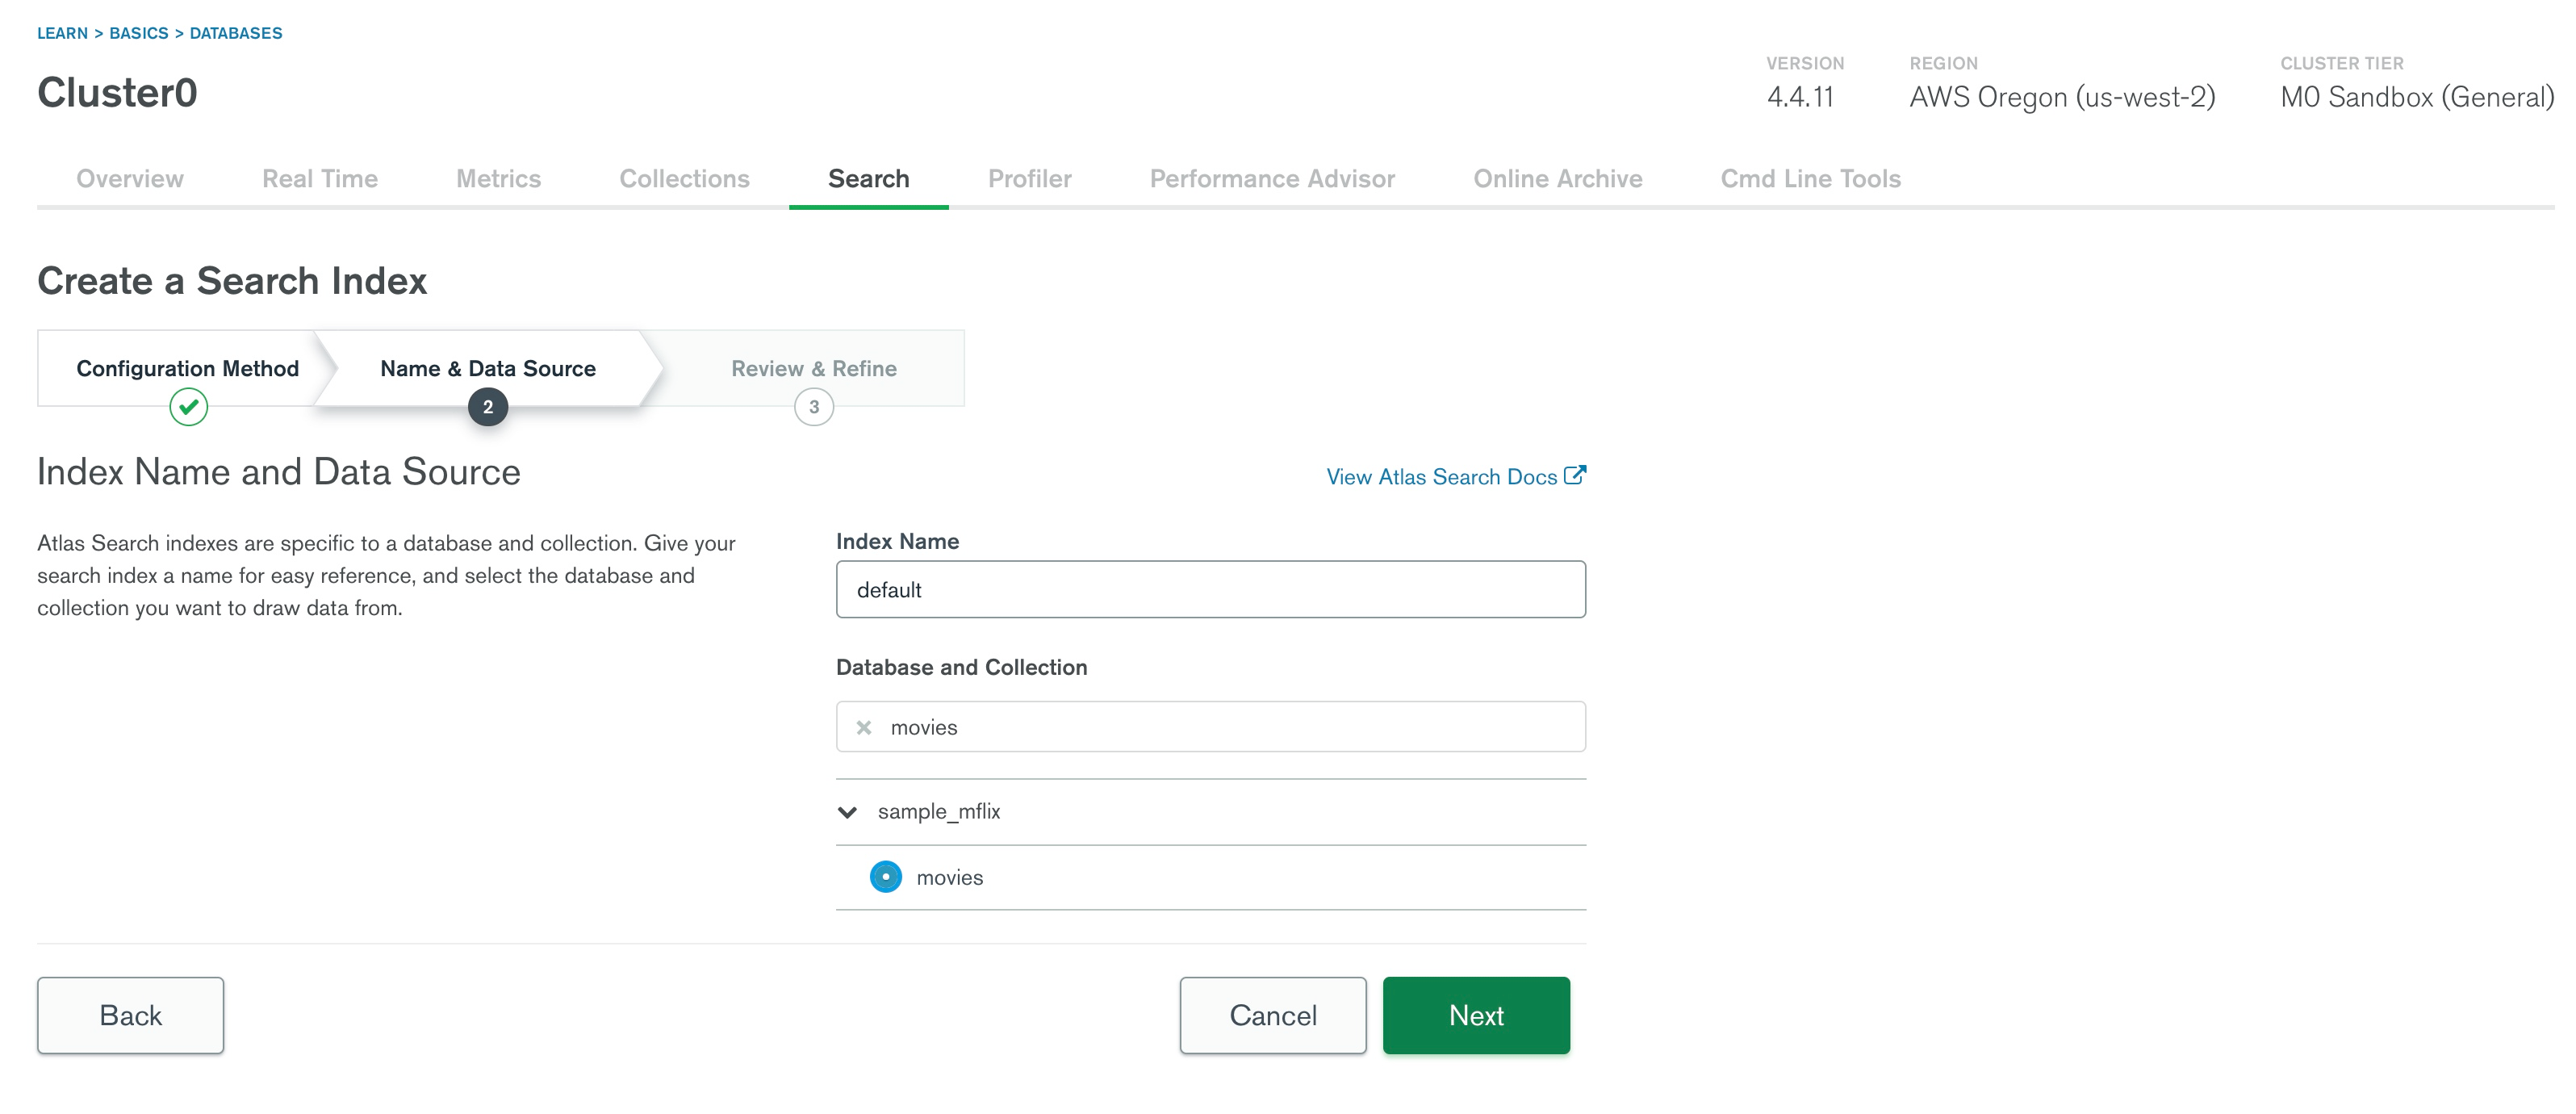 LEARN > BASICS > DATABASES
Cluster0
VERSION
4.4.11
REGION
AWS Oregon (us-west-2)
CLUSTER TIER
M0 Sandbox (General)
Overview Real Time Metrics Collections Search Profiler Performance Advisor Online Archive Cmd Line Tools
Create a Search Index
Configuration Method Name & Data Source Review & Refine
2 3
Index Name and Data Source
View Atlas Search Docs
Atlas Search indexes are specific to a database and collection. Give your
search index a name for easy reference, and select the database and
collection you want to draw data from.
Index Name
default
Database and Collection
movies
sample_mflix
movies
Back Cancel Next